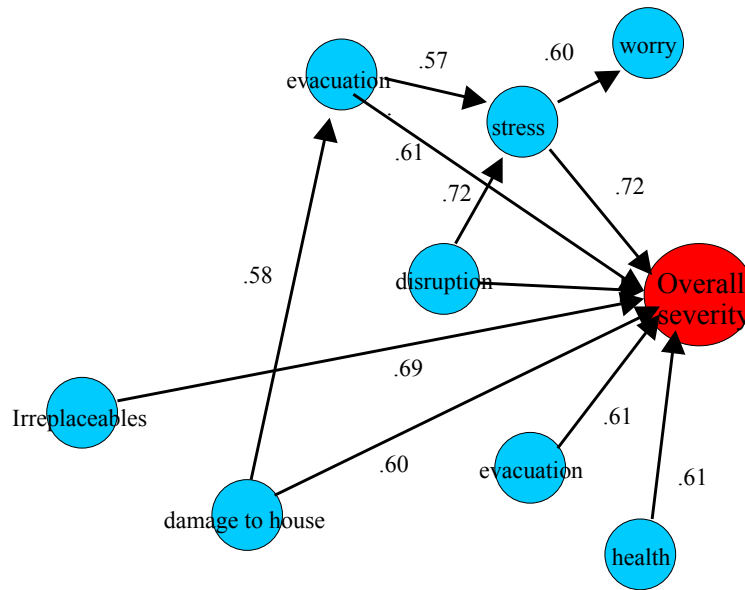 worry
.57
.60
evacuation
stress
.61
.72
.72
.58
disruption
Overall
severity
.69
Irreplaceables
.61
.60
evacuation
.61
damage to house
health